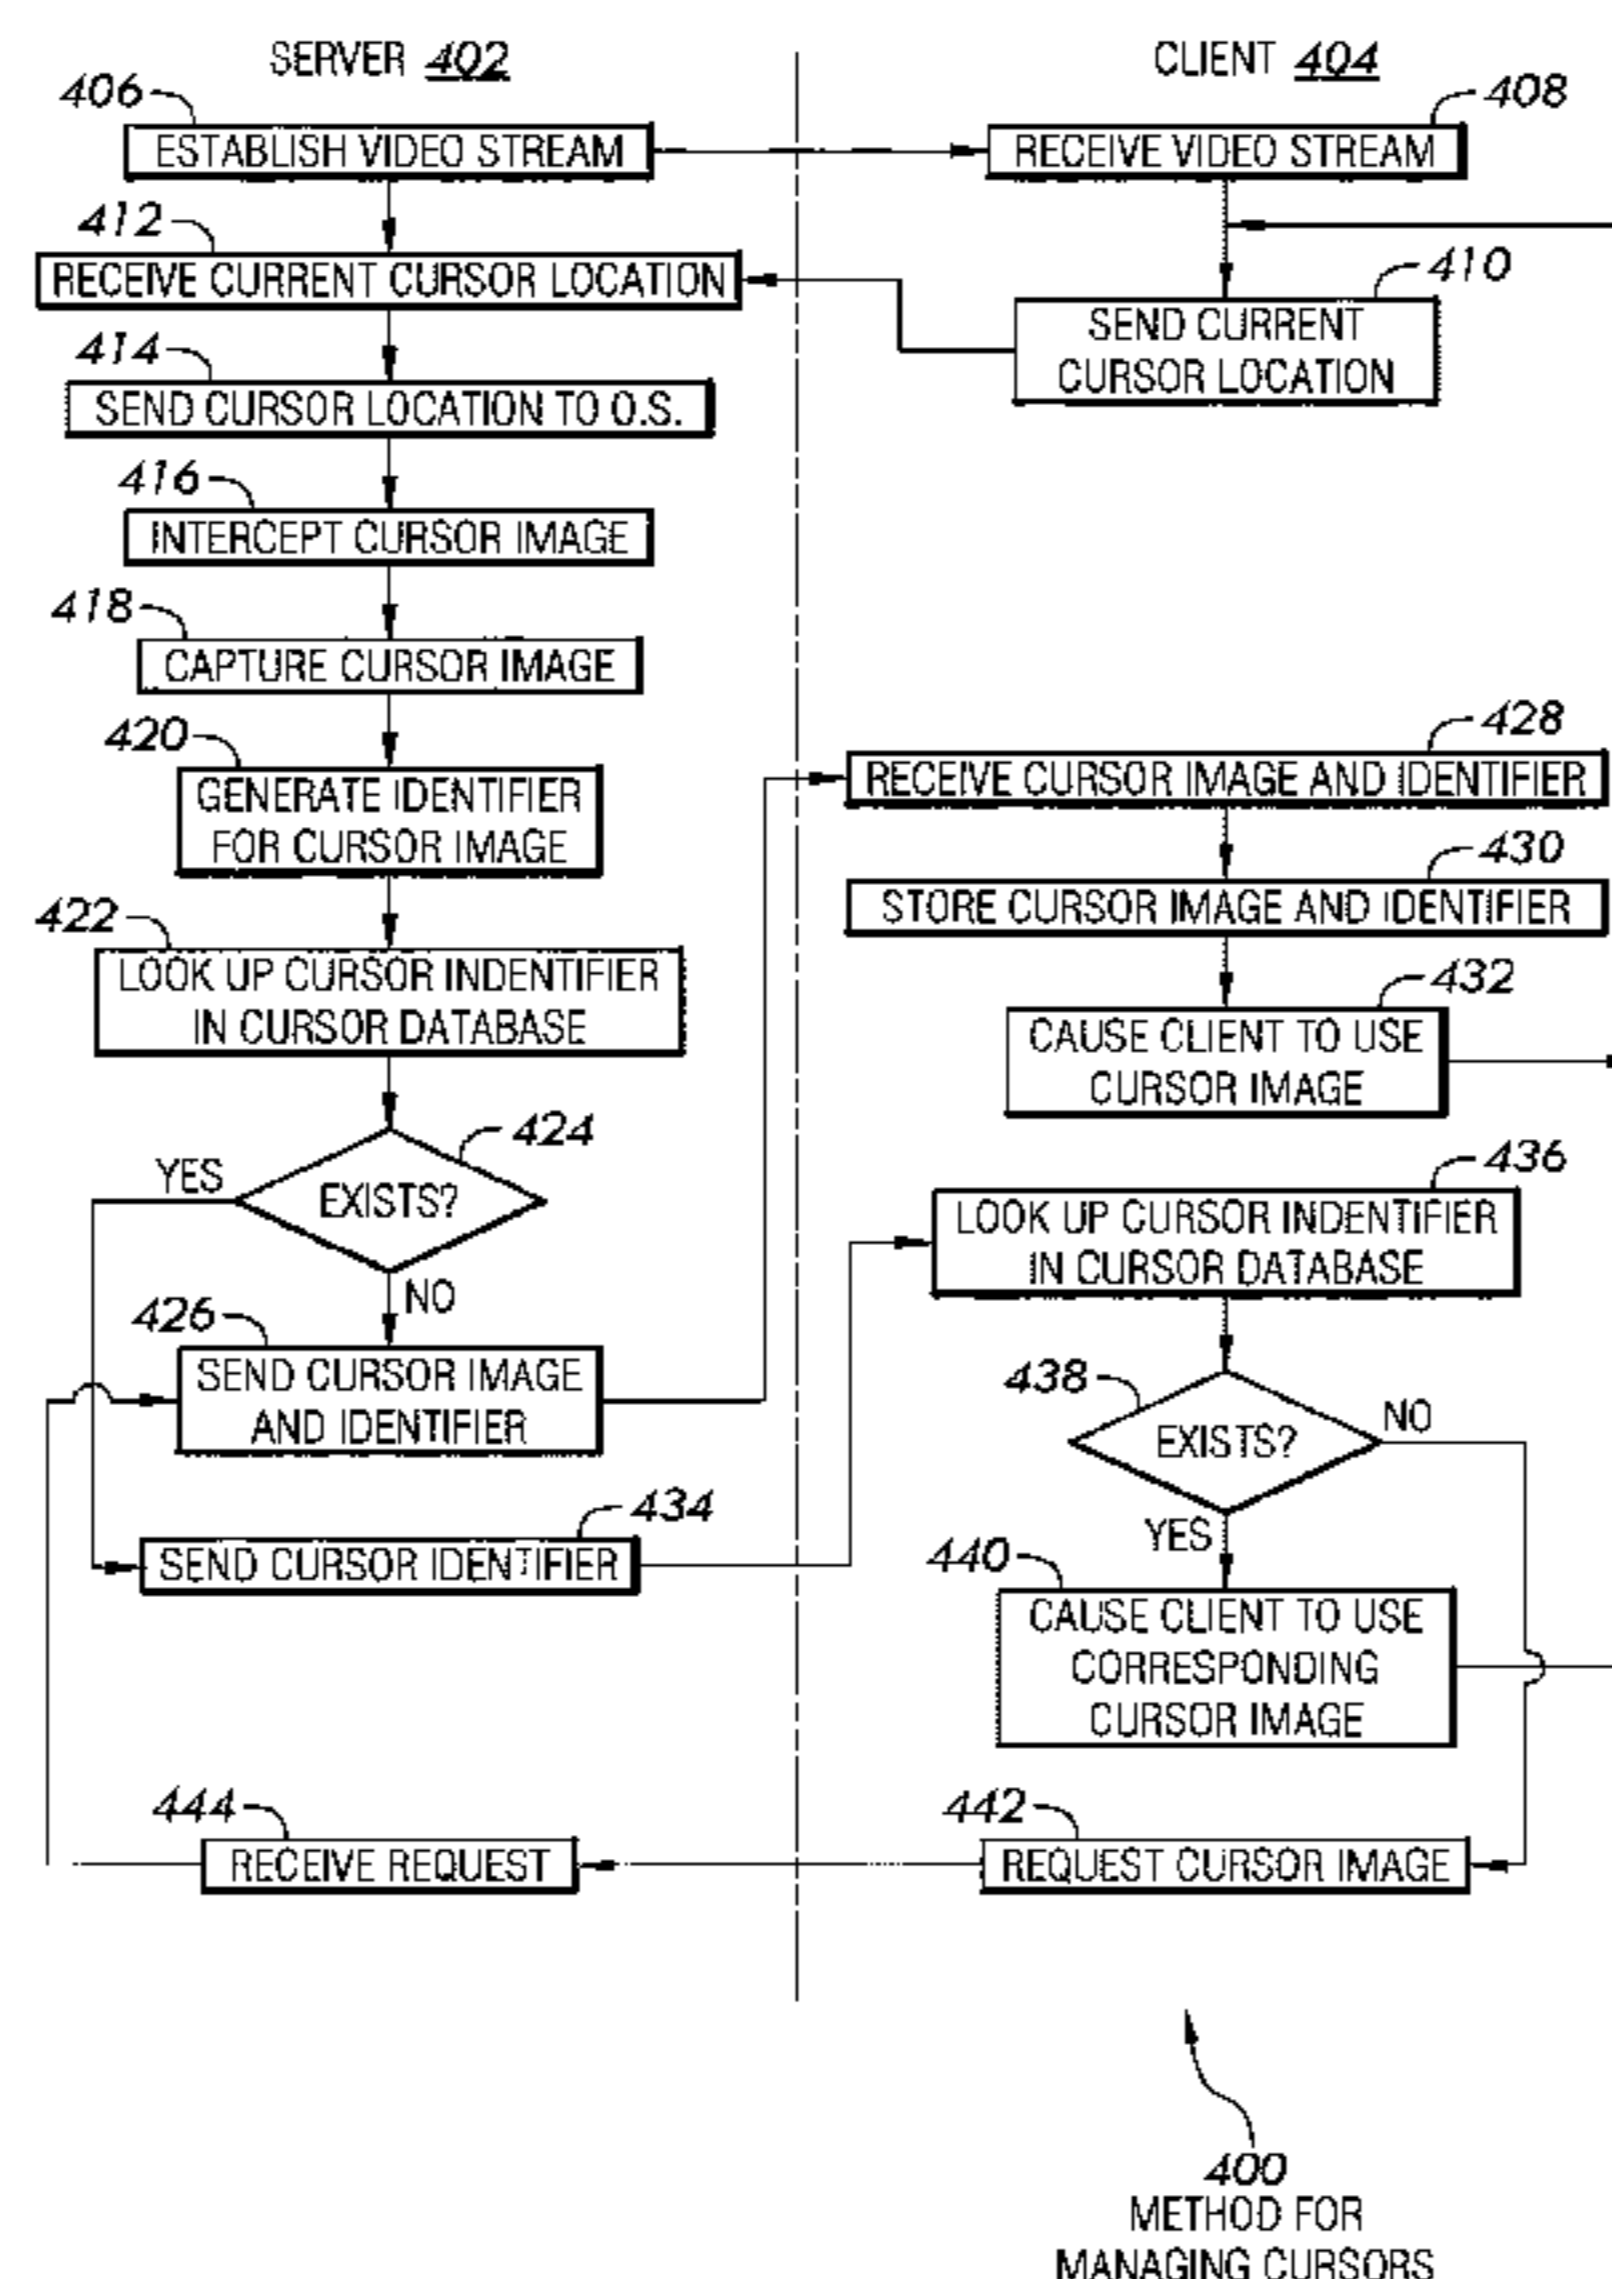 SERVER 402
406
ESTABLISH VIDEO STREAM
412
RECEIVE CURRENT CURSOR LOCATION
414
SEND CURSOR LOCATION TO O.S.
416
INTERCEPT CURSOR IMAGE
418
CAPTURE CURSOR IMAGE
420
GENERATE IDENTIFIER
FOR CURSOR IMAGE
422
LOOK UP CURSOR INDENTIFIER
IN CURSOR DATABASE
424
YES
EXISTS?
NO
426
SEND CURSOR IMAGE
AND IDENTIFIER
434
SEND CURSOR IDENTIFIER
444
RECEIVE REQUEST
CLIENT 404
408
RECEIVE VIDEO STREAM
410
SEND CURRENT
CURSOR LOCATION
428
RECEIVE CURSOR IMAGE AND IDENTIFIER
430
STORE CURSOR IMAGE AND IDENTIFIER
432
CAUSE CLIENT TO USE
CURSOR IMAGE
436
LOOK UP CURSOR INDENTIFIER
IN CURSOR DATABASE
438
EXISTS?
NO
YES
440
CAUSE CLIENT TO USE
CORRESPONDING
CURSOR IMAGE
442
REQUEST CURSOR IMAGE
400
METHOD FOR
MANAGING CURSORS